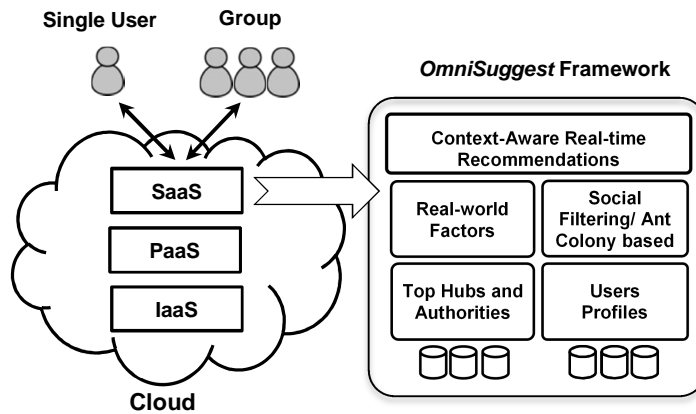 Single User
Group
OmniSuggest Framework
Context-Aware Real-time
Recommendations
SaaS
Real-world
Factors
Social
Filtering/ Ant
Colony based
PaaS
IaaS
Top Hubs and
Authorities
Users
Profiles
Cloud